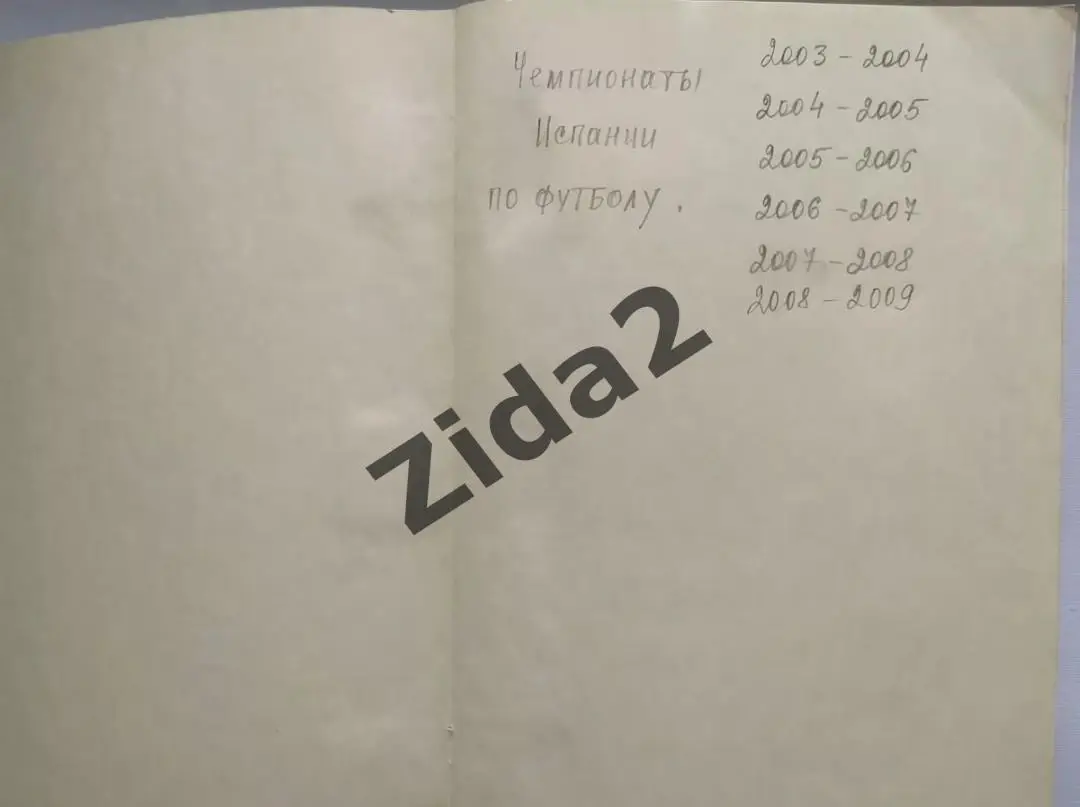 Чемпионаты
Испании
по футболу.
2003 - 2004
2004 - 2005
2005 - 2006
2006 - 2007
2007 - 2008
2008 - 2009
Zida2